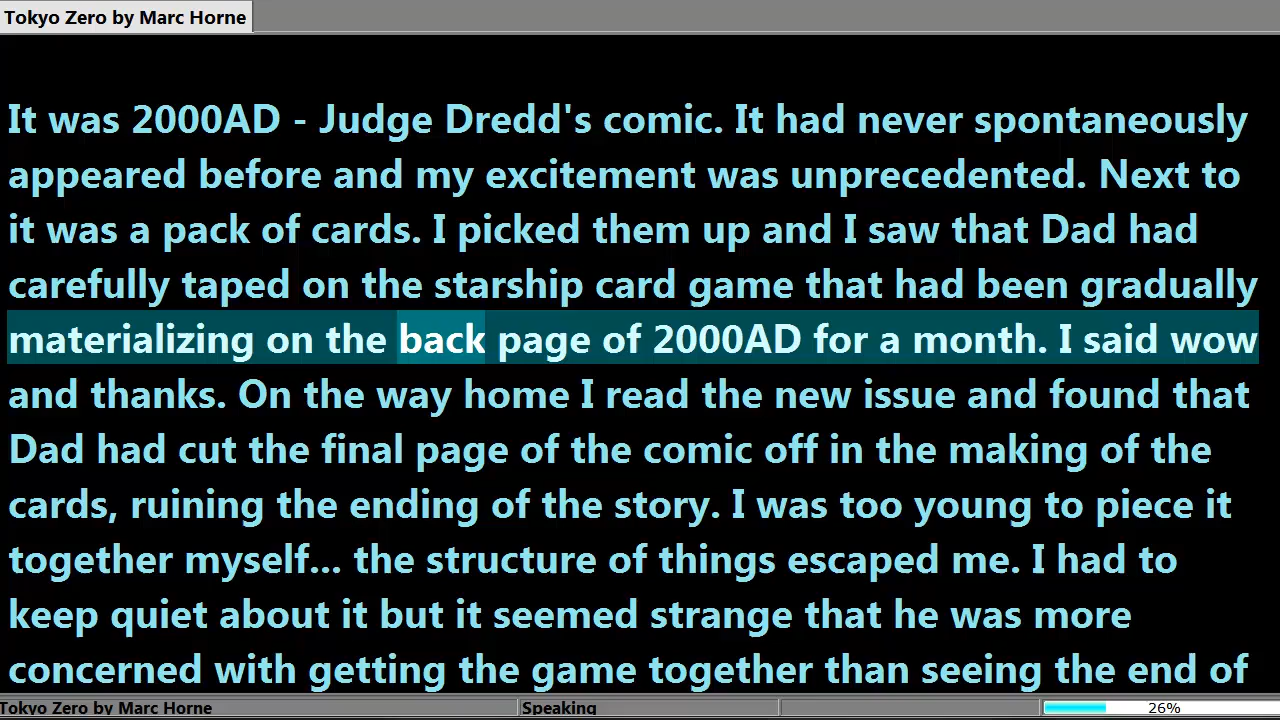 Tokyo Zero by Marc Horne
It was 2000AD - Judge Dredd's comic. It had never spontaneously
appeared before and my excitement was unprecedented. Next to
it was a pack of cards. I picked them up and I saw that Dad had
carefully taped on the starship card game that had been gradually
materializing on the back page of 2000AD for a month. I said wow
and thanks. On the way home I read the new issue and found that
Dad had cut the final page of the comic off in the making of the
cards, ruining the ending of the story. I was too young to piece it
together myself... the structure of things escaped me. I had to
keep quiet about it but it seemed strange that he was more
concerned with getting the game together than seeing the end of
Tokyo Zero by Marc Horne
Speaking
26%